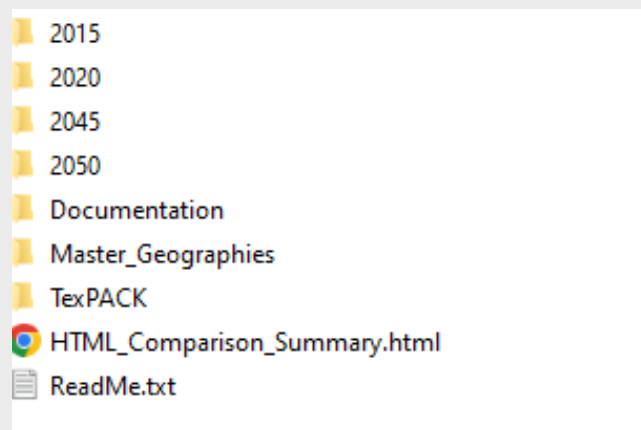 2015
2020
2045
2050
Documentation
Master_Geographies
TexPACK
HTML_Comparison_Summary.html
ReadMe.txt